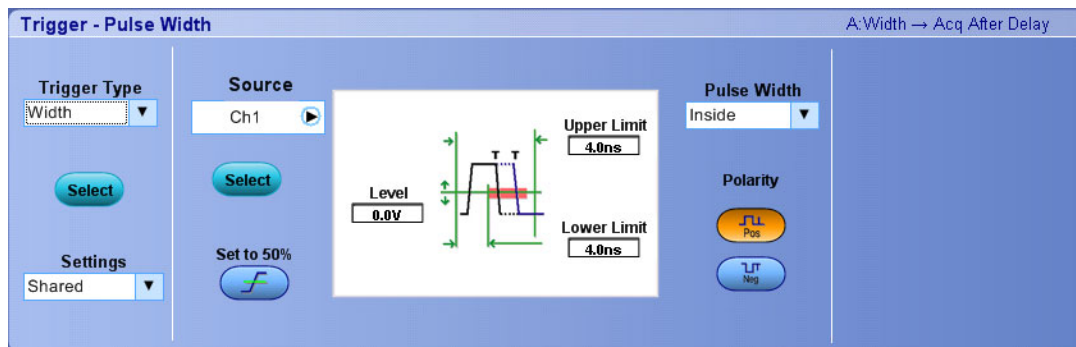 Trigger - Pulse Width
A:Width → Acq After Delay
Trigger Type
Width
Select
Settings
Shared
Source
Ch1
Select
Set to 50%
Level
0.0V
T T
Upper Limit
4.0ns
Lower Limit
4.0ns
Pulse Width
Inside
Polarity
Pos
Neg